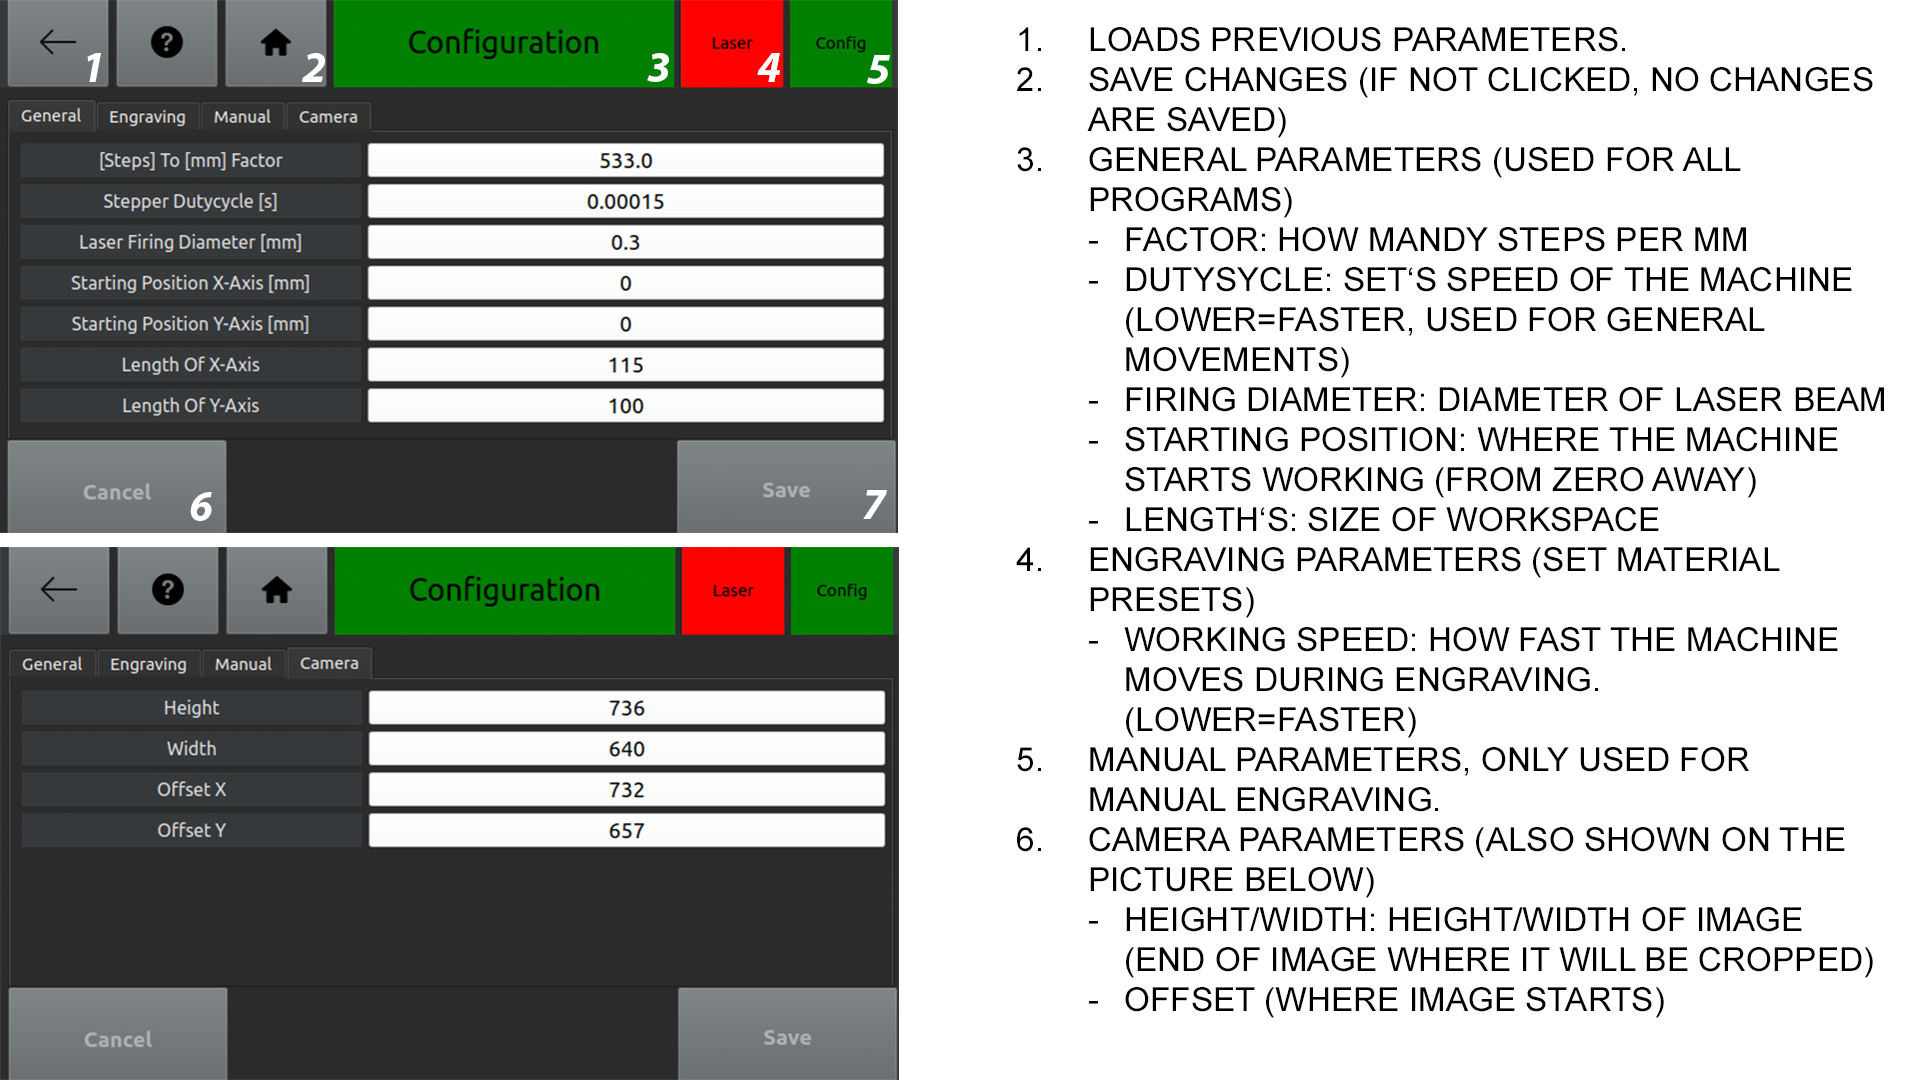 ?
Configuration
Laser
Config
1
2
3
4
5
General
Engraving
Manual
Camera
[Steps] To [mm] Factor
533.0
Stepper Dutycycle [s]
0.00015
Laser Firing Diameter [mm]
0.3
Starting Position X-Axis [mm]
0
Starting Position Y-Axis [mm]
0
Length Of X-Axis
115
Length Of Y-Axis
100
Cancel
6
Save
7
?
Configuration
Laser
Config
General
Engraving
Manual
Camera
Height
736
Width
640
Offset X
732
Offset Y
657
Cancel
Save
1. LOADS PREVIOUS PARAMETERS.
2. SAVE CHANGES (IF NOT CLICKED, NO CHANGES
ARE SAVED)
3. GENERAL PARAMETERS (USED FOR ALL
PROGRAMS)
- FACTOR: HOW MANDY STEPS PER MM
- DUTYSYCLE: SET‘S SPEED OF THE MACHINE
(LOWER=FASTER, USED FOR GENERAL
MOVEMENTS)
- FIRING DIAMETER: DIAMETER OF LASER BEAM
- STARTING POSITION: WHERE THE MACHINE
STARTS WORKING (FROM ZERO AWAY)
- LENGTH‘S: SIZE OF WORKSPACE
4. ENGRAVING PARAMETERS (SET MATERIAL
PRESETS)
- WORKING SPEED: HOW FAST THE MACHINE
MOVES DURING ENGRAVING.
(LOWER=FASTER)
5. MANUAL PARAMETERS, ONLY USED FOR
MANUAL ENGRAVING.
6. CAMERA PARAMETERS (ALSO SHOWN ON THE
PICTURE BELOW)
- HEIGHT/WIDTH: HEIGHT/WIDTH OF IMAGE
(END OF IMAGE WHERE IT WILL BE CROPPED)
- OFFSET (WHERE IMAGE STARTS)